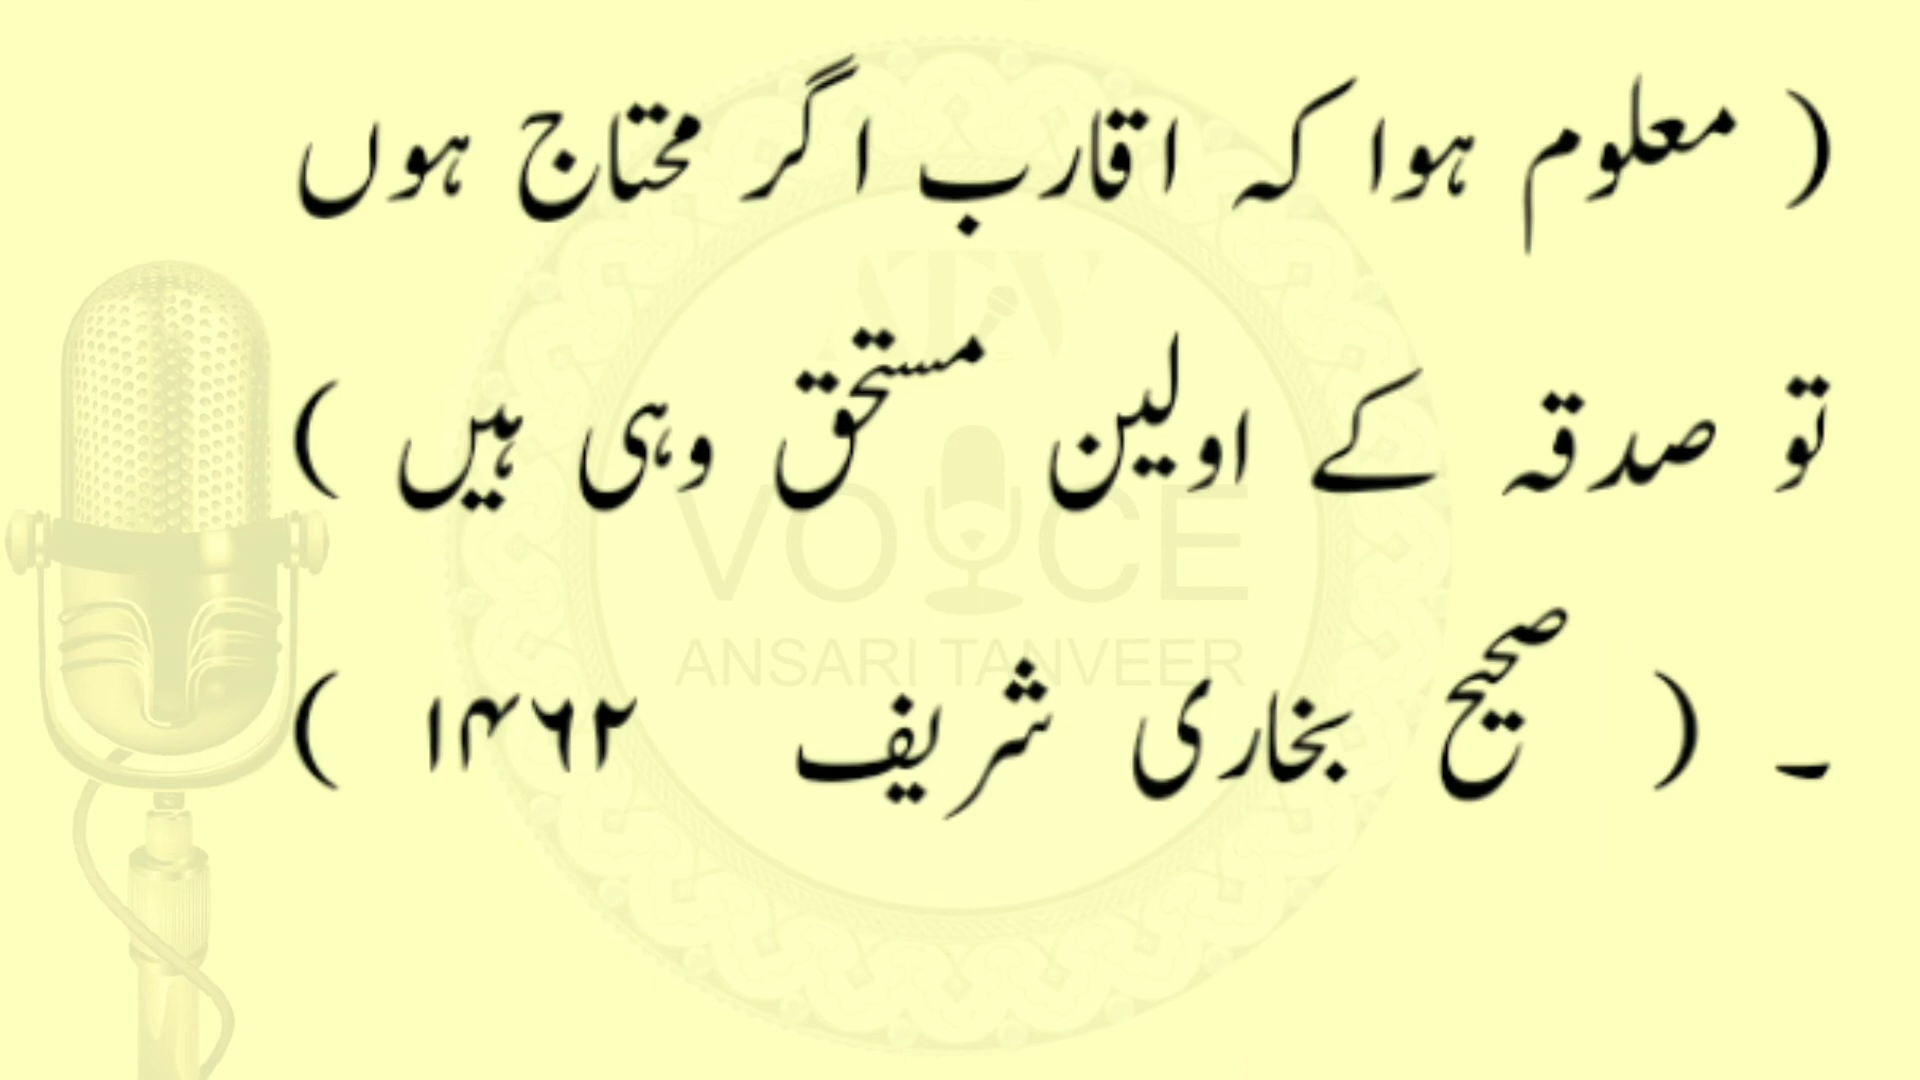 ( معلوم ہوا کہ اقارب اگر محتاج ہوں
تو صدقہ کے اولین مستحق وہی ہیں )
۔ ( صحیح بخاری شریف ۱۴۶۲ )
ATV
VOICE
ANSARI TANVEER